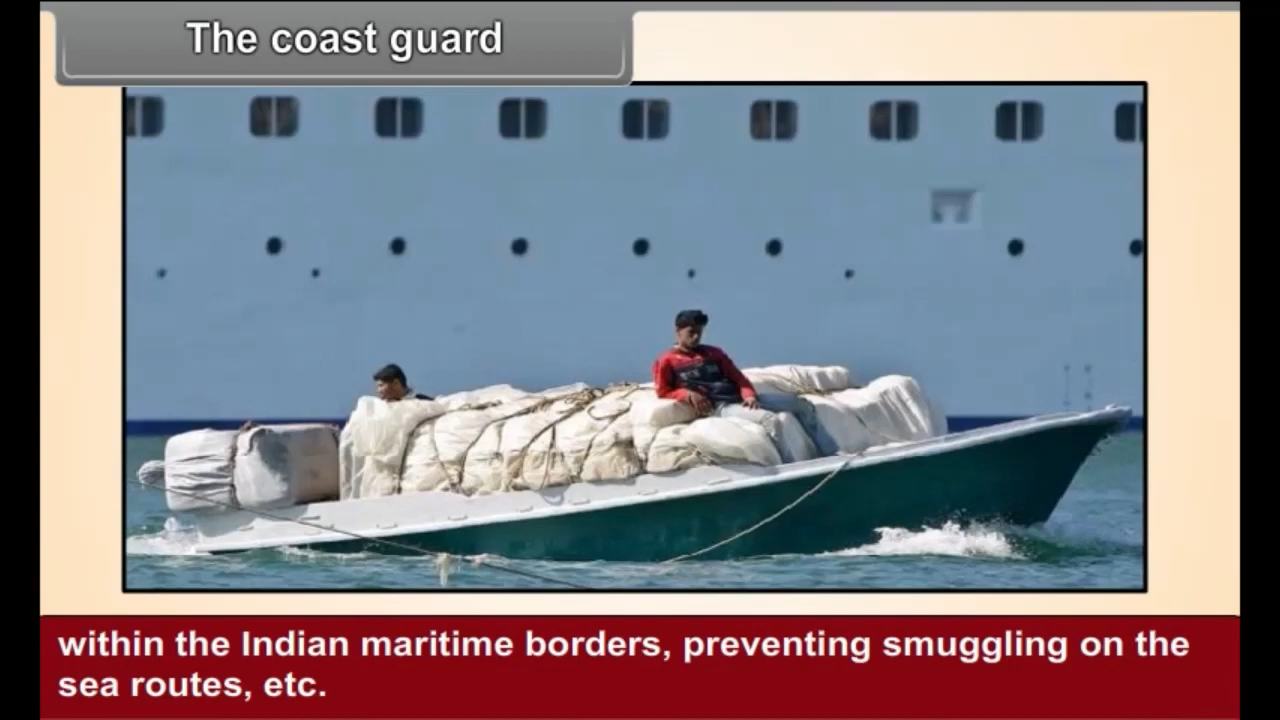 The coast guard
within the Indian maritime borders, preventing smuggling on the
sea routes, etc.